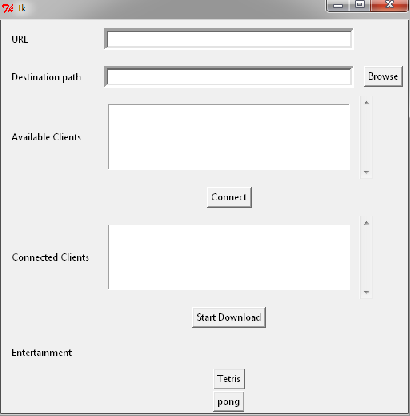 tk
URL
Destination path
Browse
Available Clients
Connect
Connected Clients
Start Download
Entertainment
Tetris
pong